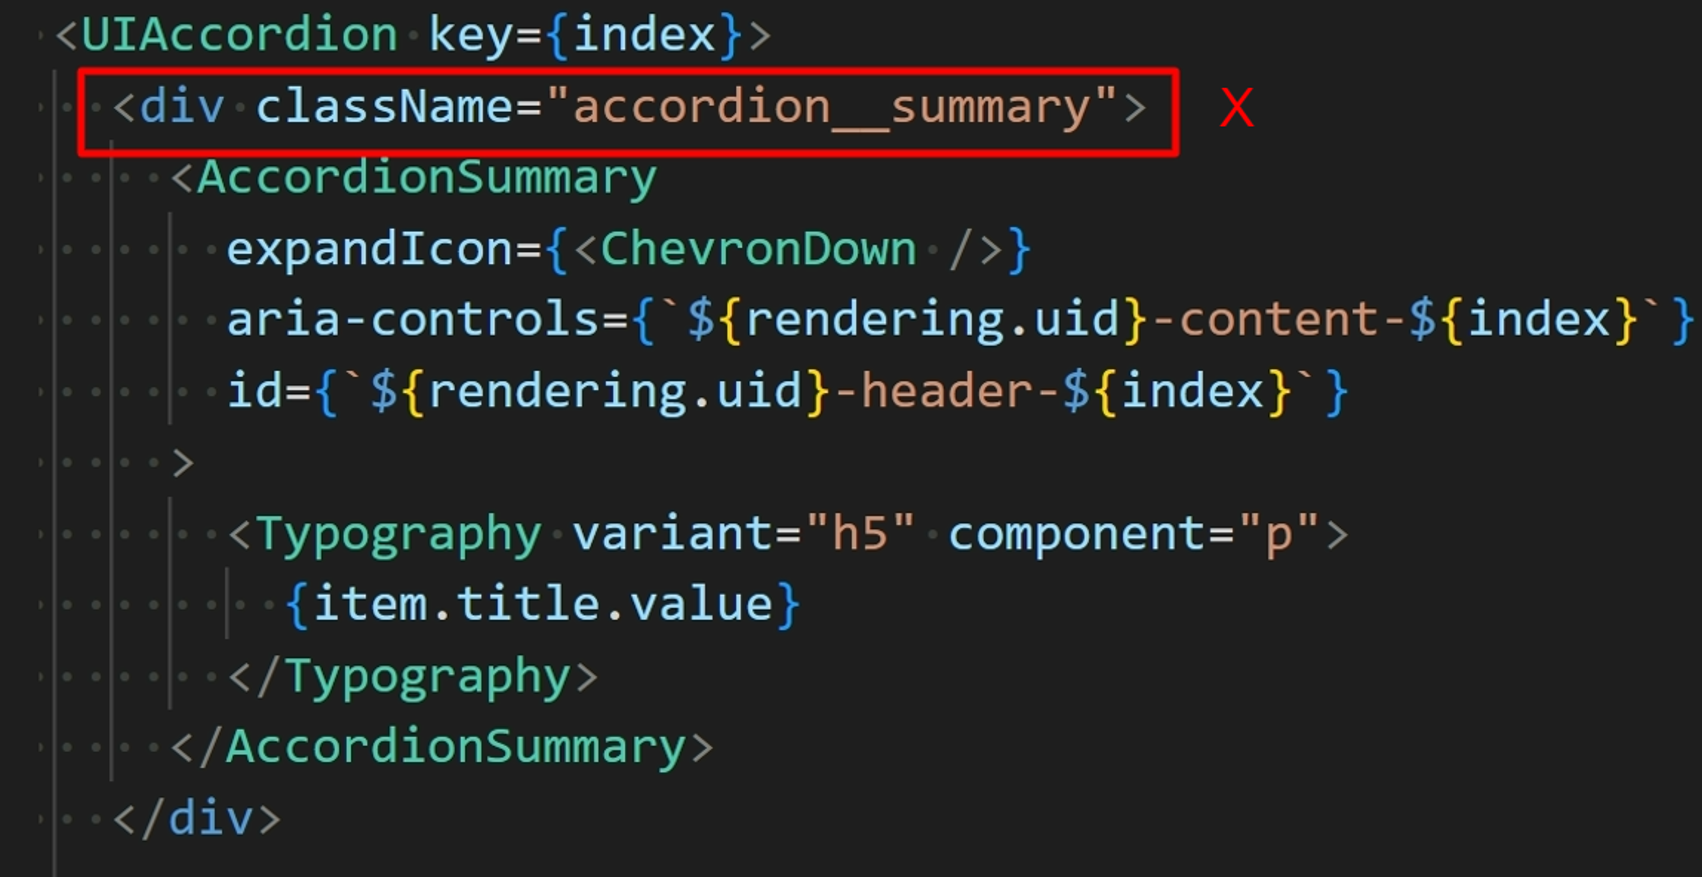 <UIAccordion key={index}>
<div className="accordion__summary"> X
<AccordionSummary
expandIcon={<ChevronDown />}
aria-controls={`${rendering.uid}-content-${index}`}
id={`${rendering.uid}-header-${index}`}
>
<Typography variant="h5" component="p">
{item.title.value}
</Typography>
</AccordionSummary>
</div>